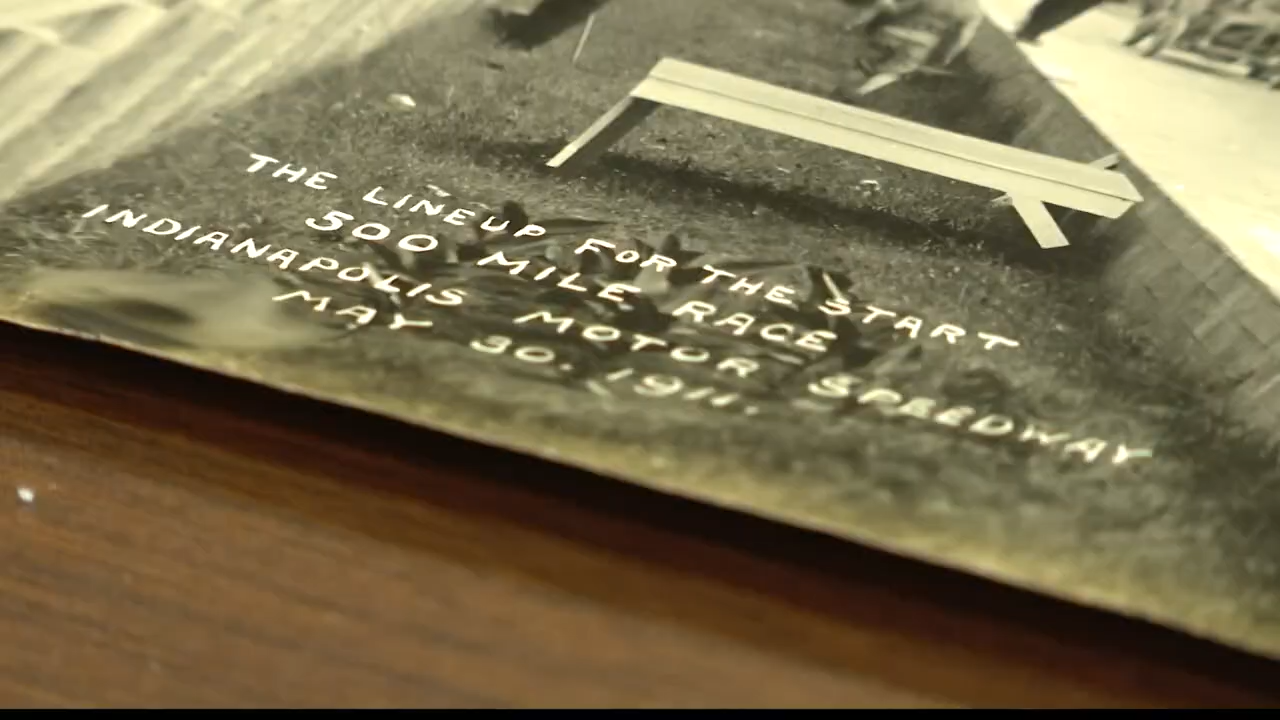 THE LINEUP FOR THE START
500 MILE RACE
INDIANAPOLIS MOTOR SPEEDWAY
MAY 30, 1911.